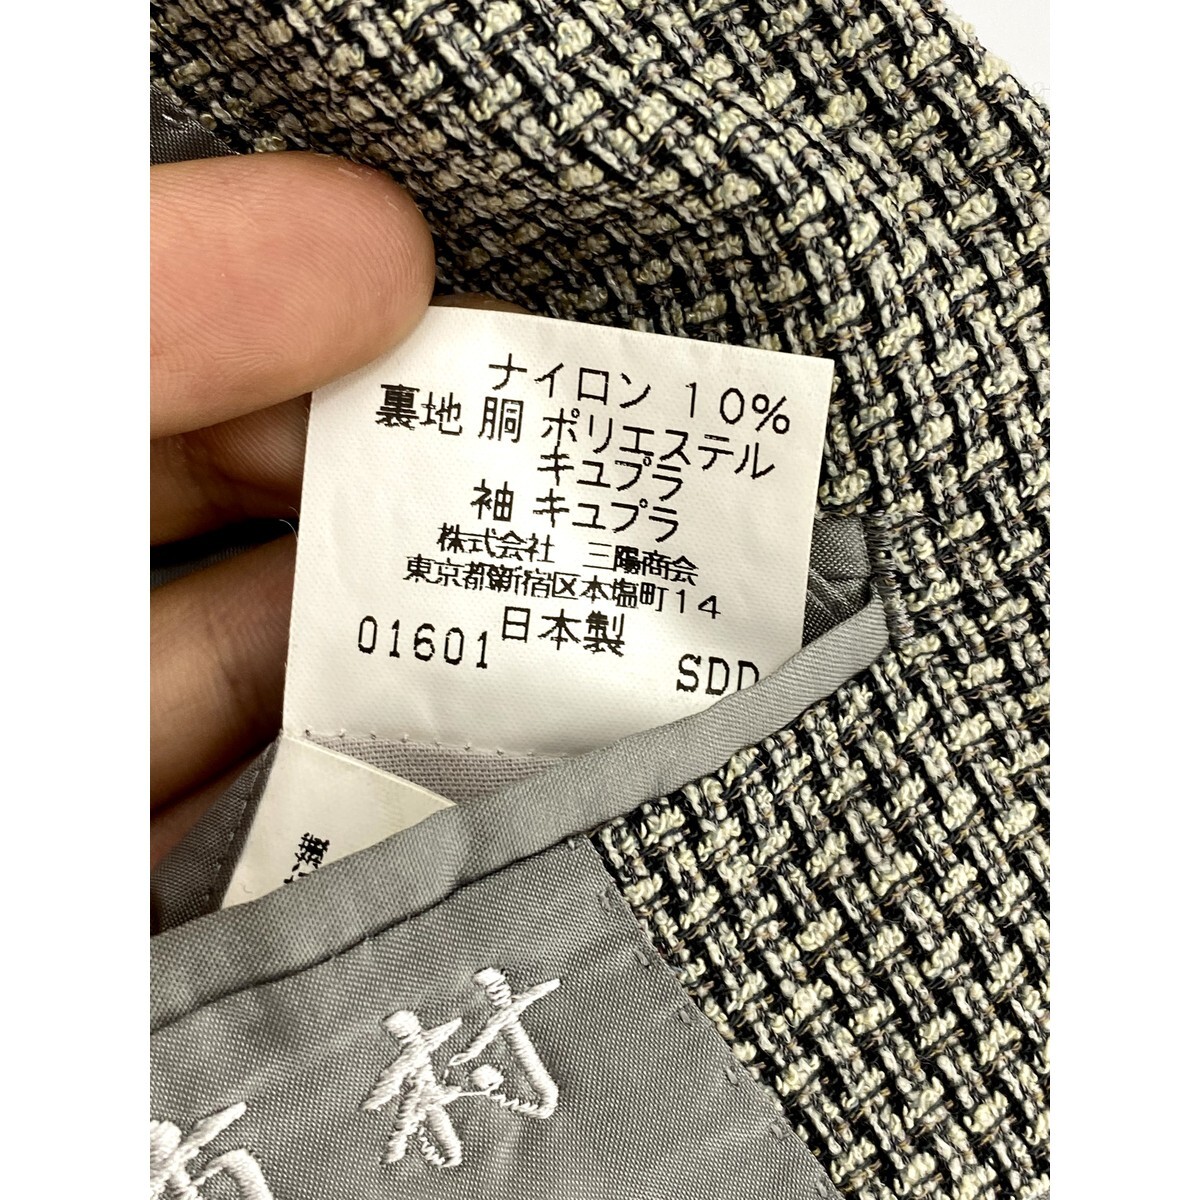 ナイロン 10%
裏地 胴 ポリエステル
キュプラ
袖 キュプラ
株式会社 三陽商会
東京都新宿区本塩町14
日本製
01601 SDD
村